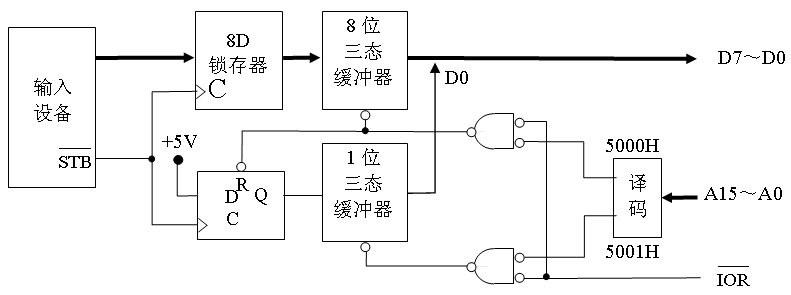 输入
设备
STB
8D
锁存器
C
8位
三态
缓冲器
D7～D0
D0
+5V
R
D
Q
C
1位
三态
缓冲器
5000H
译
码
5001H
A15～A0
IOR